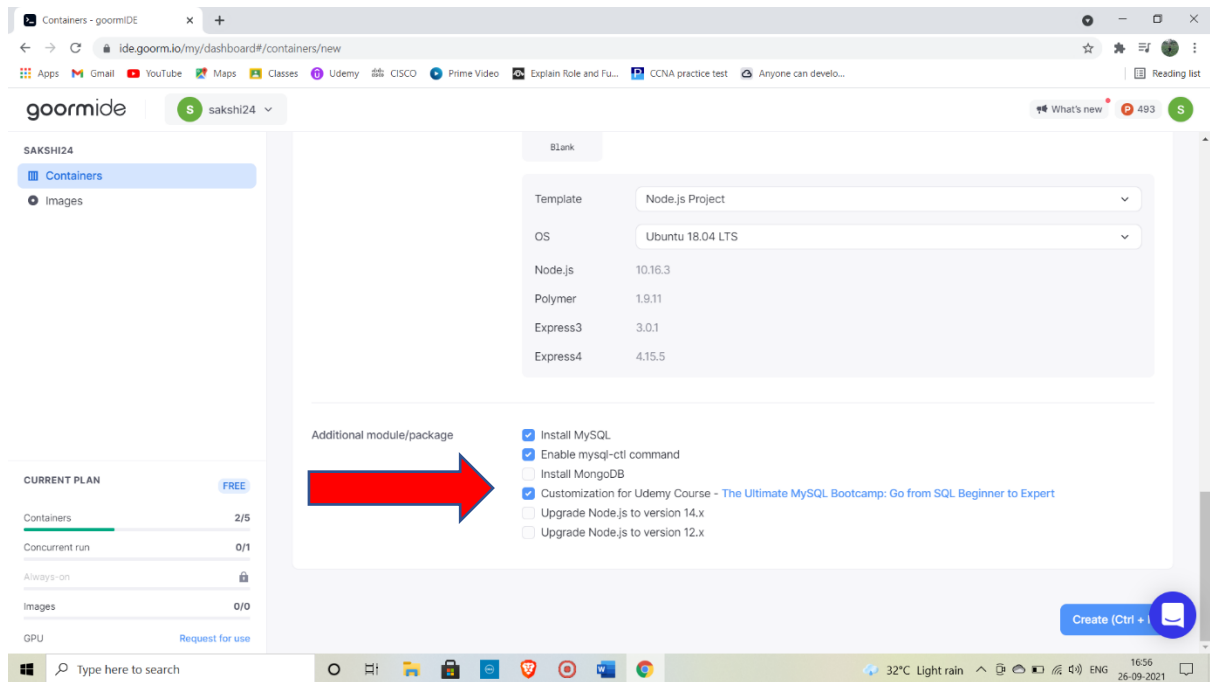 Containers - goormIDE
ide.goorm.io/my/dashboard#/containers/new
Apps Gmail YouTube Maps Classes Udemy CISCO Prime Video Explain Role and Fu... CCNA practice test Anyone can develo... Reading list
goormide S sakshi24 What's new P 493 S
SAKSHI24
Containers
Images
Blank
Template Node.js Project
OS Ubuntu 18.04 LTS
Node.js 10.16.3
Polymer 1.9.11
Express3 3.0.1
Express4 4.15.5
Additional module/package
Install MySQL
Enable mysql-ctl command
Install MongoDB
Customization for Udemy Course - The Ultimate MySQL Bootcamp: Go from SQL Beginner to Expert
Upgrade Node.js to version 14.x
Upgrade Node.js to version 12.x
CURRENT PLAN FREE
Containers 2/5
Concurrent run 0/1
Always-on
Images 0/0
GPU Request for use
Create (Ctrl +
Type here to search
32°C Light rain ENG
16:56
26-09-2021